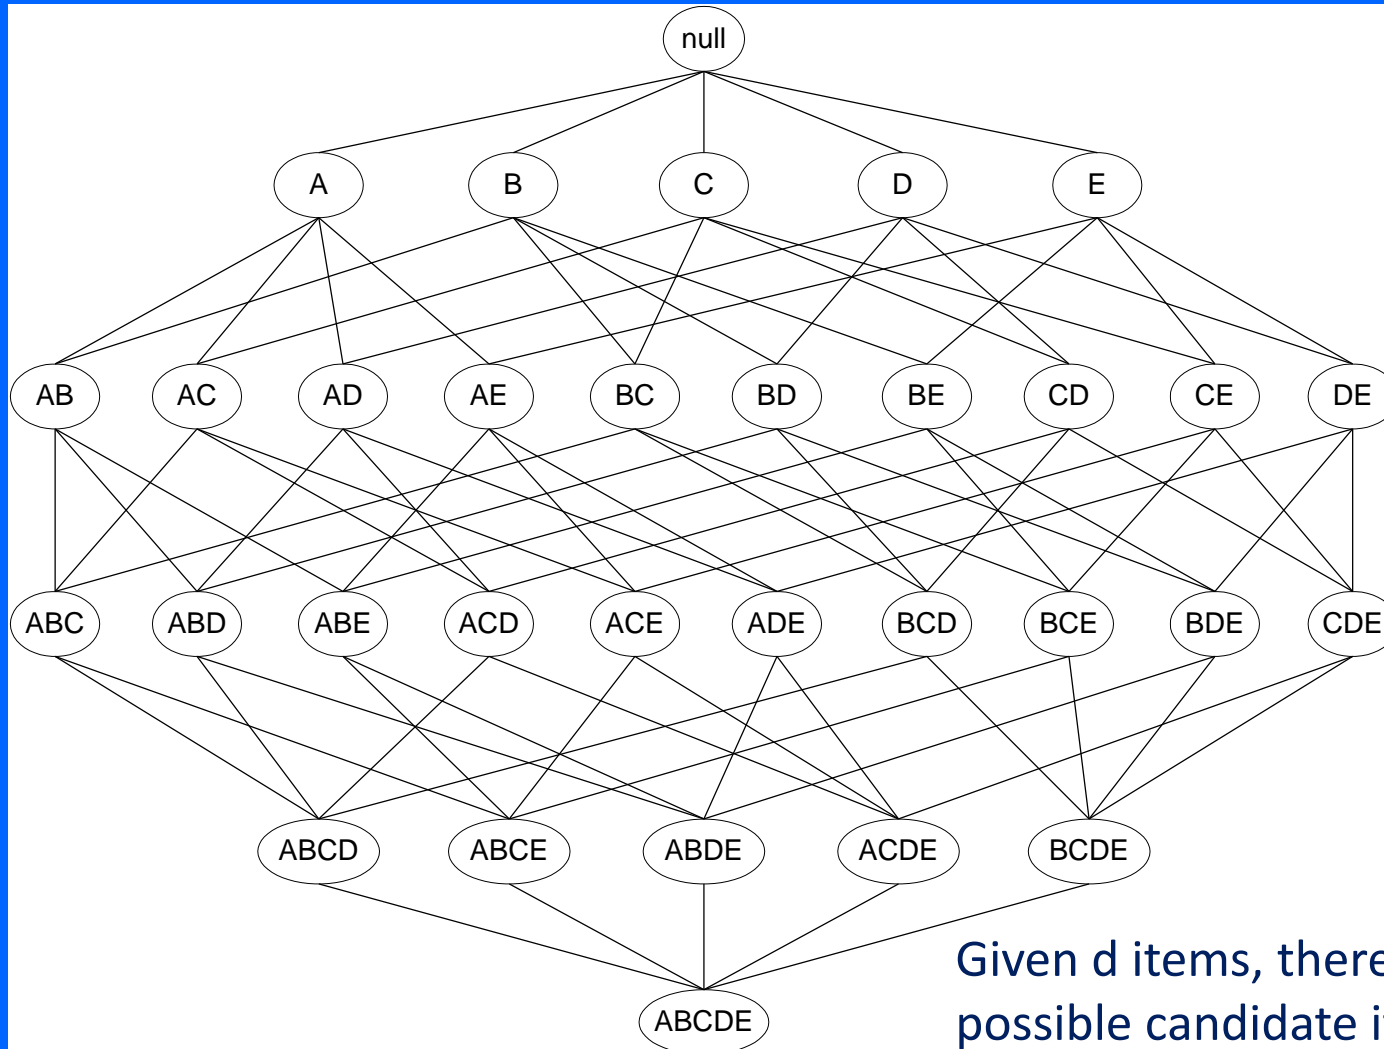 null
A B C D E
AB AC AD AE BC BD BE CD CE DE
ABC ABD ABE ACD ACE ADE BCD BCE BDE CDE
ABCD ABCE ABDE ACDE BCDE
Given d items, there
ABCDE
possible candidate